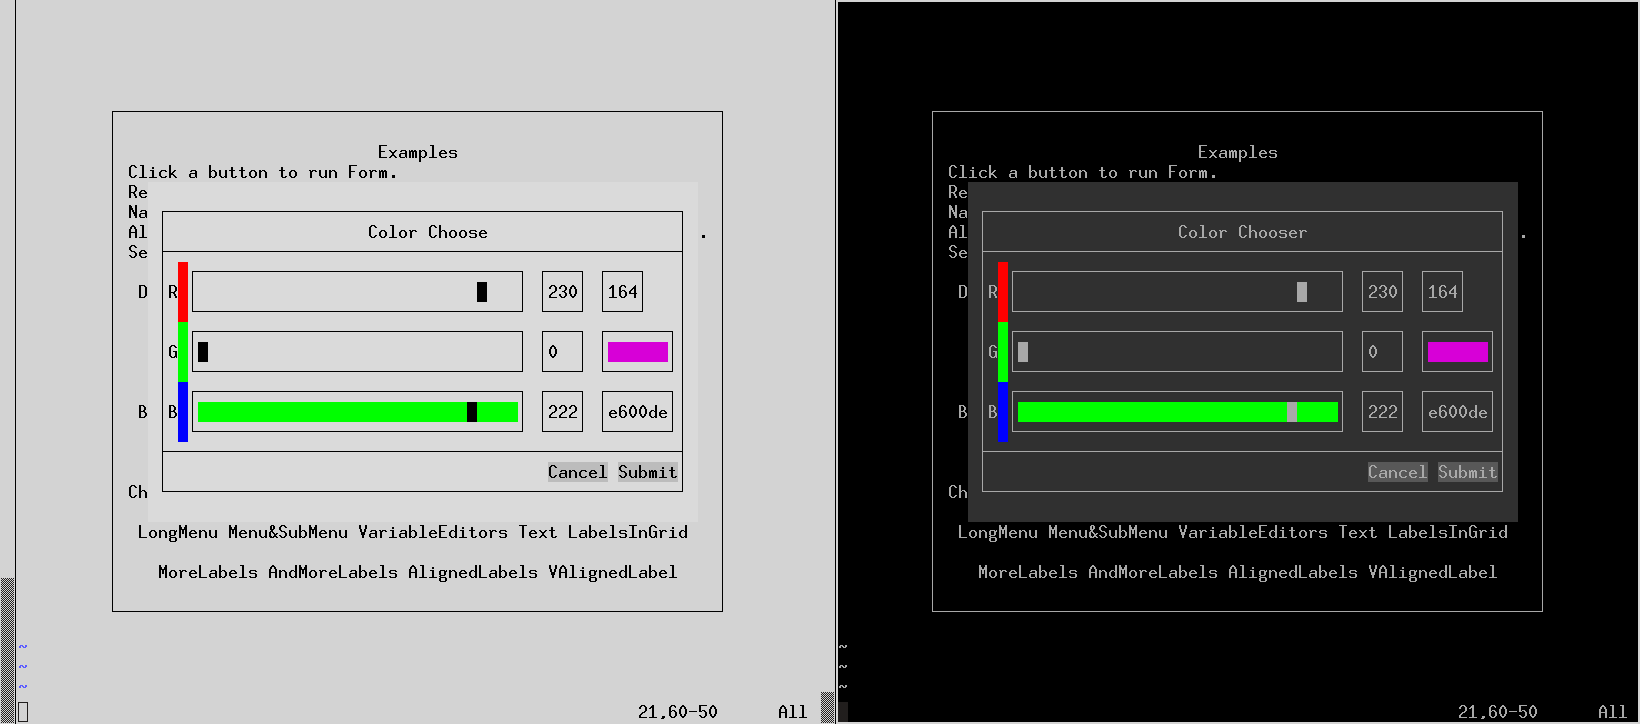 Examples
Click a button to run Form.
Re
Na
Al Color Choose .
Se
D R 230 164
G 0
B B 222 e600de
Cancel Submit
Ch
LongMenu Menu&SubMenu VariableEditors Text LabelsInGrid
MoreLabels AndMoreLabels AlignedLabels VAlignedLabel
~
~
~
21,60-50 All
Examples
Click a button to run Form.
Re
Na
Al Color Chooser .
Se
D R 230 164
G 0
B B 222 e600de
Cancel Submit
Ch
LongMenu Menu&SubMenu VariableEditors Text LabelsInGrid
MoreLabels AndMoreLabels AlignedLabels VAlignedLabel
~
~
~
21,60-50 All